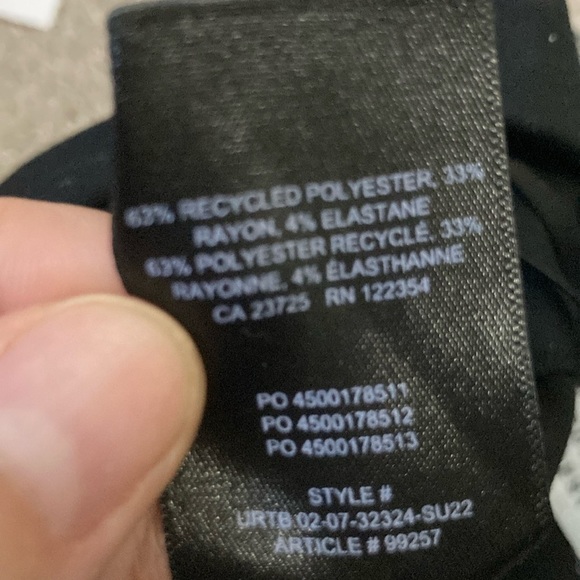 63% RECYCLED POLYESTER, 33%
RAYON, 4% ELASTANE
63% POLYESTER RECYCLÉ, 33%
RAYONNE, 4% ÉLASTHANNE
CA 23725 RN 122354
PO 4500178511
PO 4500178512
PO 4500178513
STYLE #
URTB 02-07-32324-SU22
ARTICLE # 99257